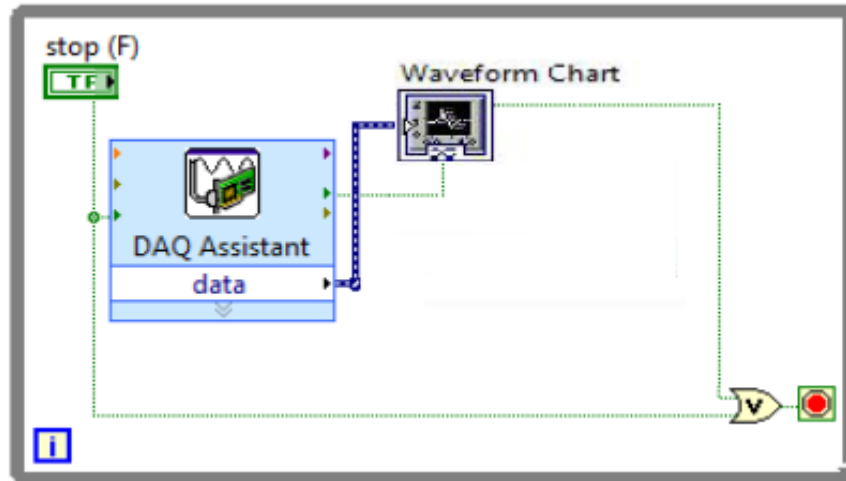 stop (F)
TF
Waveform Chart
DAQ Assistant
data
V
i